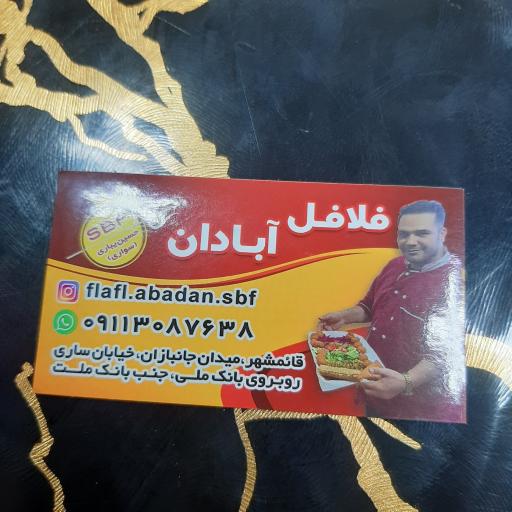 فلافل آبادان
SBF
حسین بیباری
(سواری)
flafl.abadan.sbf
۰۹۱۱۳۰۸۷۶۳۸
قائمشهر، میدان جانبازان، خیابان ساری
روبروی بانک ملی، جنب بانک ملت